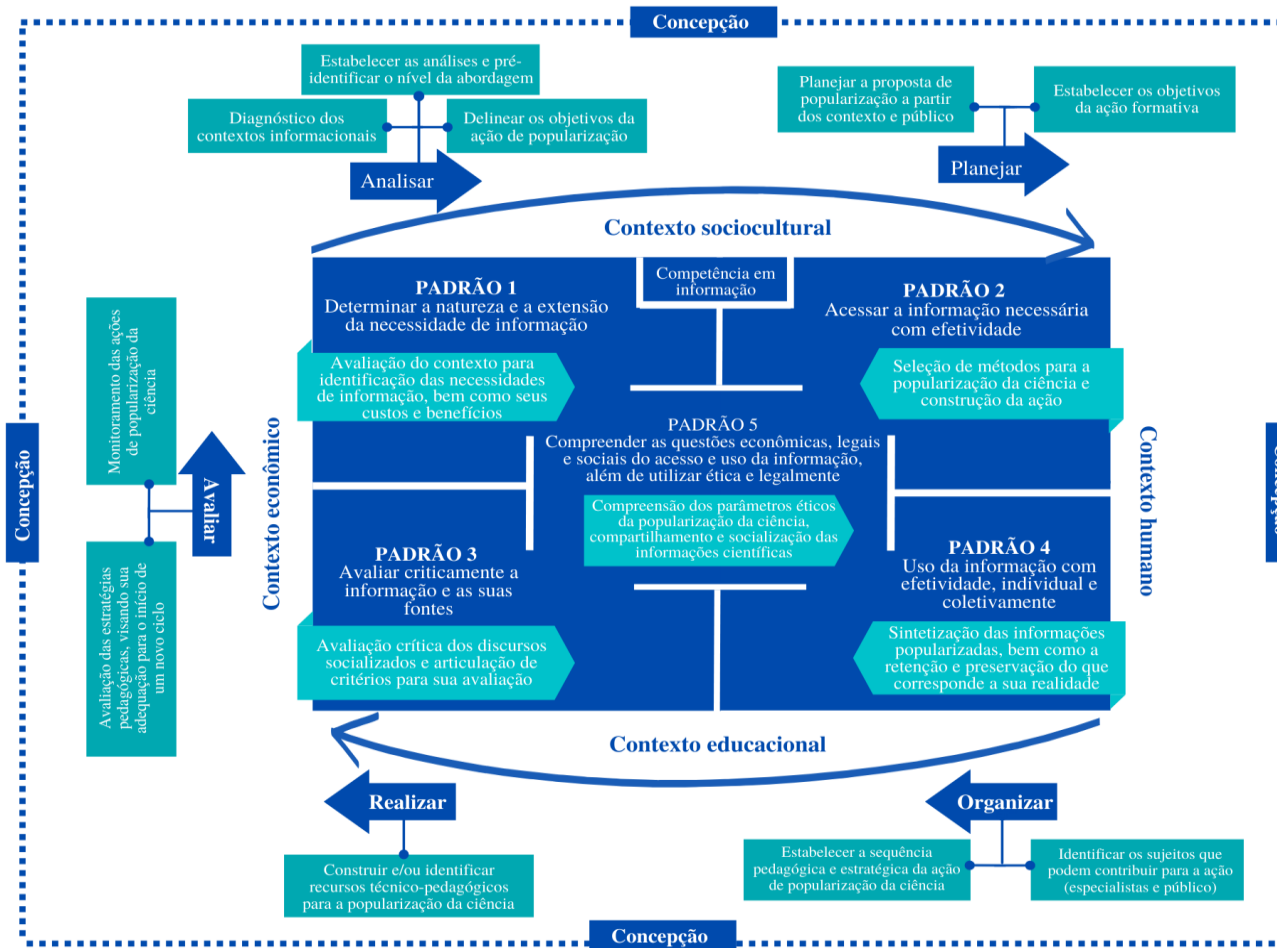 Concepção
Estabelecer as análises e pré-
identificar o nível da abordagem
Diagnóstico dos
contextos informacionais
Delinear os objetivos da
ação de popularização
Analisar
Planejar a proposta de
popularização a partir
dos contexto e público
Estabelecer os objetivos
da ação formativa
Planejar
Contexto sociocultural
Competência em
informação
PADRÃO 1
Determinar a natureza e a extensão
da necessidade de informação
Avaliação do contexto para
identificação das necessidades
de informação, bem como seus
custos e benefícios
PADRÃO 2
Acessar a informação necessária
com efetividade
Seleção de métodos para a
popularização da ciência e
construção da ação
PADRÃO 5
Compreender as questões econômicas, legais
e sociais do acesso e uso da informação,
além de utilizar ética e legalmente
Compreensão dos parâmetros éticos
da popularização da ciência,
compartilhamento e socialização das
informações científicas
PADRÃO 3
Avaliar criticamente a
informação e as suas
fontes
Avaliação crítica dos discursos
socializados e articulação de
critérios para sua avaliação
PADRÃO 4
Uso da informação com
efetividade, individual e
coletivamente
Sintetização das informações
popularizadas, bem como a
retenção e preservação do que
corresponde a sua realidade
Contexto econômico
Contexto humano
Contexto educacional
Concepção
Monitoramento das ações
de popularização da
ciência
Avaliar
Avaliação das estratégias
pedagógicas, visando sua
adequação para o início de
um novo ciclo
Realizar
Construir e/ou identificar
recursos técnico-pedagógicos
para a popularização da ciência
Organizar
Estabelecer a sequência
pedagógica e estratégica da ação
de popularização da ciência
Identificar os sujeitos que
podem contribuir para a ação
(especialistas e público)
Concepção